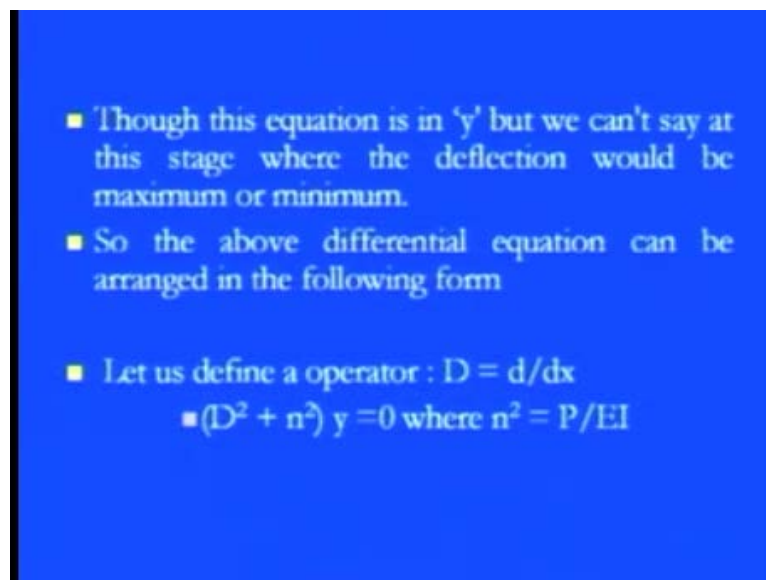 Though this equation is in ‘y’ but we can't say at
this stage where the deflection would be
maximum or minimum.
So the above differential equation can be
arranged in the following form
Let us define a operator : D = d/dx
(D² + n²) y =0 where n² = P/EI